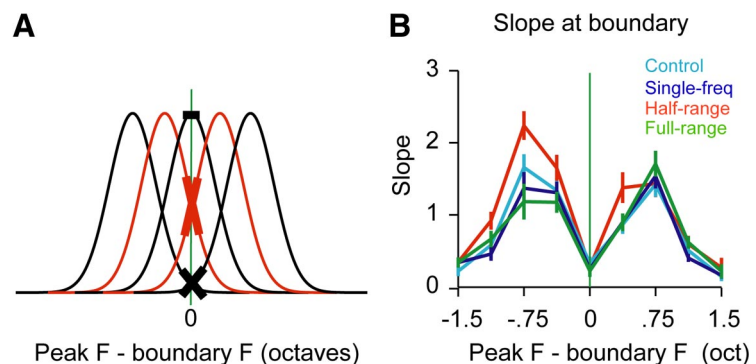 A
0
Peak F - boundary F (octaves)
B
Slope at boundary
Control
Single-freq
Half-range
Full-range
Slope
3
2
1
0
-1.5 -.75 0 .75 1.5
Peak F - boundary F (oct)